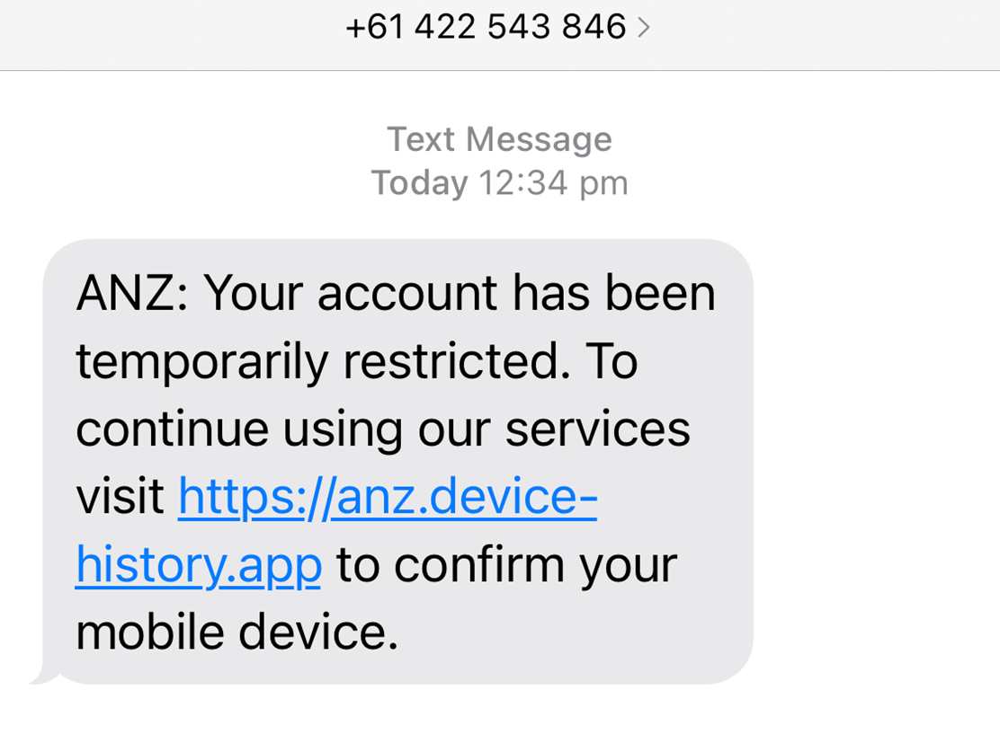 +61 422 543 846 >
Text Message
Today 12:34 pm
ANZ: Your account has been
temporarily restricted. To
continue using our services
visit https://anz.device-
history.app to confirm your
mobile device.